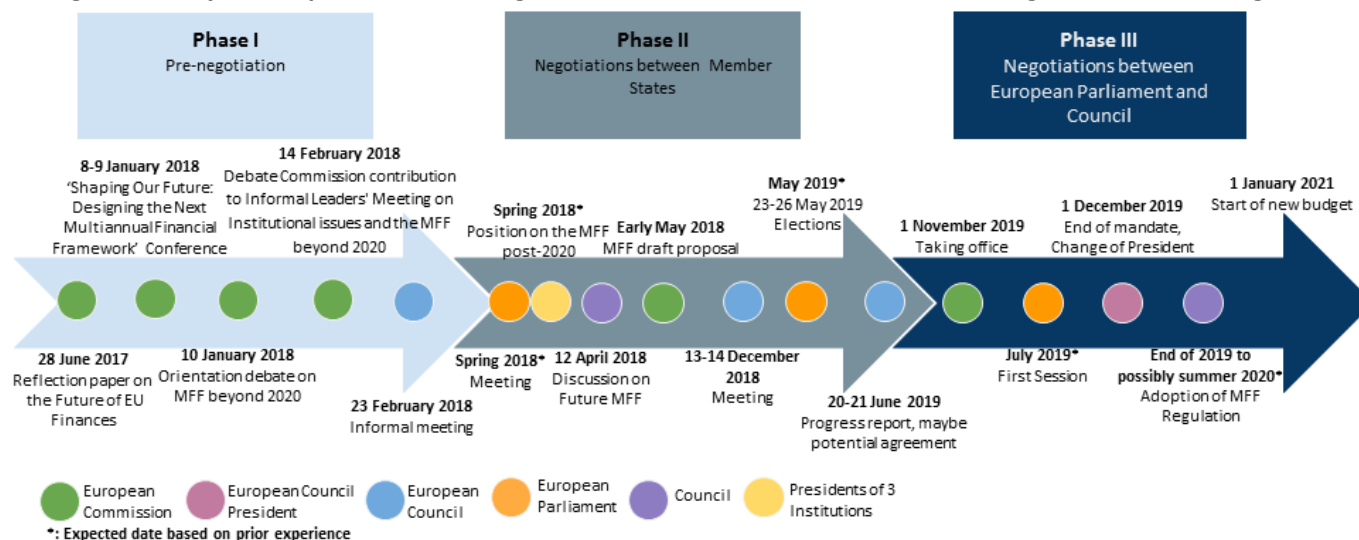 Phase I
Pre-negotiation
Phase II
Negotiations between Member
States
Phase III
Negotiations between
European Parliament and
Council
8-9 January 2018
‘Shaping Our Future:
Designing the Next
Multiannual Financial
Framework’ Conference
14 February 2018
Debate Commission contribution
to Informal Leaders' Meeting on
Institutional issues and the MFF
beyond 2020
Spring 2018*
Position on the MFF
post-2020
Early May 2018
MFF draft proposal
May 2019*
23-26 May 2019
Elections
1 November 2019
Taking office
1 December 2019
End of mandate,
Change of President
1 January 2021
Start of new budget
28 June 2017
Reflection paper on
the Future of EU
Finances
10 January 2018
Orientation debate on
MFF beyond 2020
23 February 2018
Informal meeting
Spring 2018*
Meeting
12 April 2018
Discussion on
Future MFF
13-14 December
2018
Meeting
20-21 June 2019
Progress report, maybe
potential agreement
July 2019*
First Session
End of 2019 to
possibly summer 2020*
Adoption of MFF
Regulation
European
Commission
European Council
President
European
Council
European
Parliament
Council
Presidents of 3
Institutions
*: Expected date based on prior experience